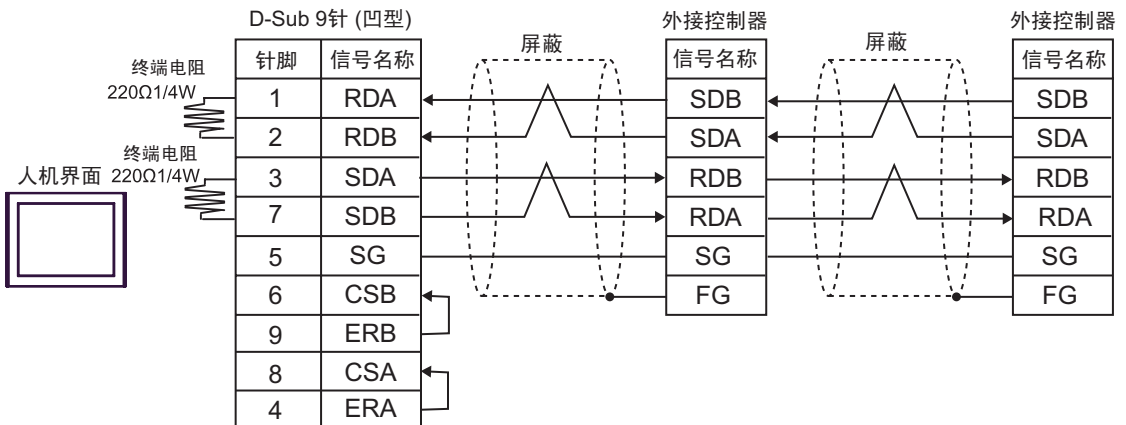 D-Sub 9针 (凹型)
外接控制器
外接控制器
屏蔽
屏蔽
针脚 信号名称
信号名称
信号名称
终端电阻
220Ω1/4W
1 RDA
SDB
SDB
2 RDB
SDA
SDA
终端电阻
人机界面
220Ω1/4W
3 SDA
RDB
RDB
7 SDB
RDA
RDA
5 SG
SG
SG
6 CSB
FG
FG
9 ERB
8 CSA
4 ERA